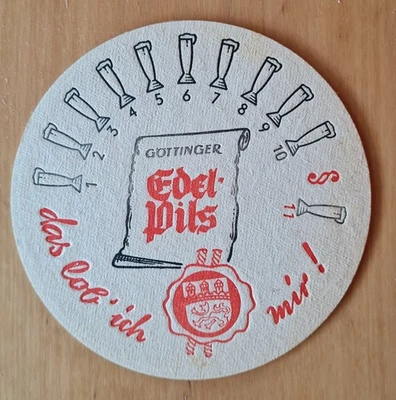 1
2
3
4
5
6
7
8
9
10
§
11
GÖTTINGER
Edel-
Pils
das lob' ich
mir!